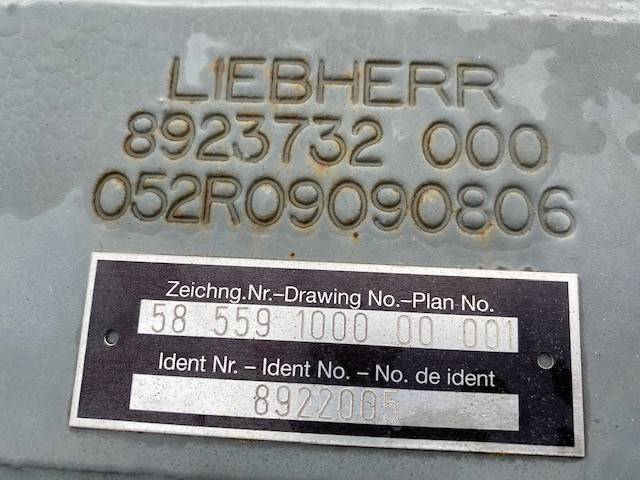 LIEBHERR
8923732 000
052R09090806
Zeichng.Nr.-Drawing No.-Plan No.
58 559 1000 00 001
Ident Nr. - Ident No. - No. de ident
8922005